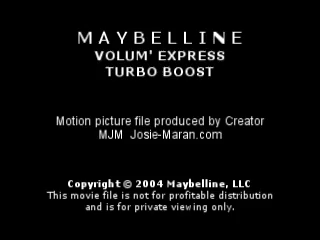 MAYBELLINE
VOLUM' EXPRESS
TURBO BOOST
Motion picture file produced by Creator
MJM Josie-Maran.com
Copyright © 2004 Maybelline, LLC
This movie file is not for profitable distribution
and is for private viewing only.